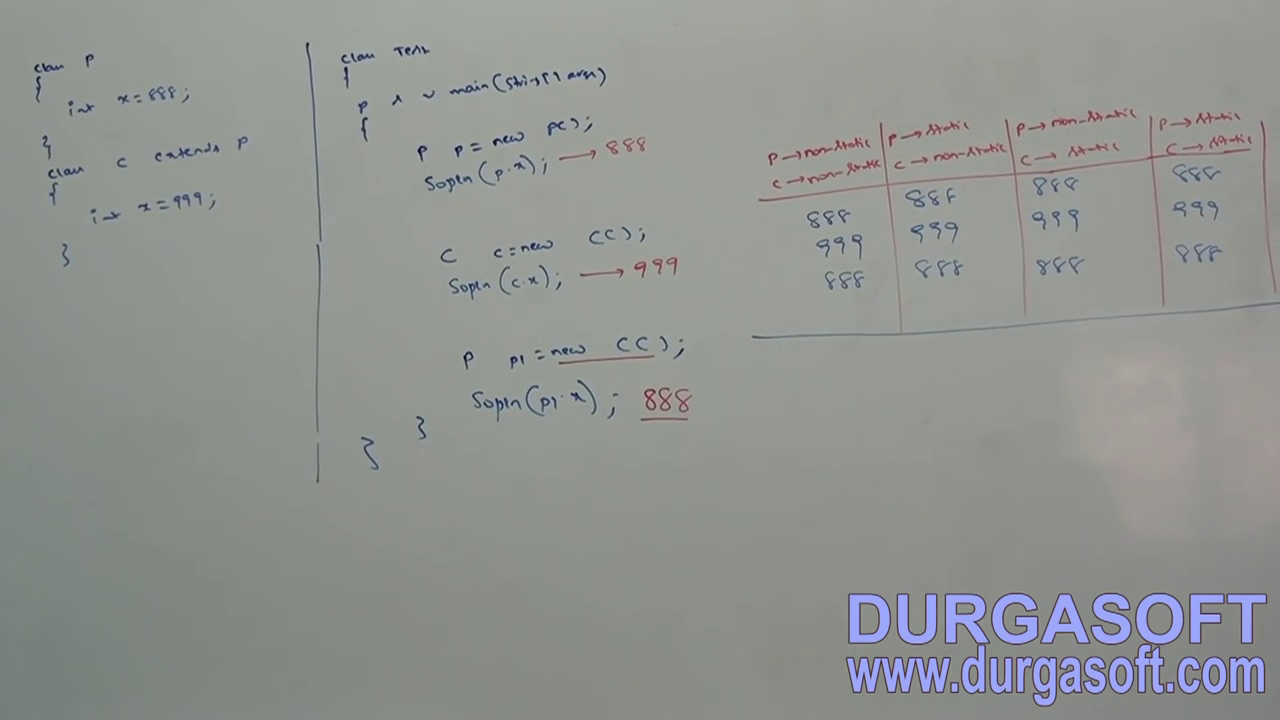 class P
{
int x=888;
}
class C extends P
{
int x=999;
}
class Test
{
P S V main(String[] args)
{
P p=new P();
Sopln(p.x); → 888
C c=new C();
Sopln(c.x); → 999
P p1=new C();
Sopln(p1.x); 888
}
}
P→non-static P→static P→non-static P→static
C→non-static C→non-static C→static C→static
888 888 888 888
999 999 999 999
888 888 888 888
DURGASOFT
www.durgasoft.com